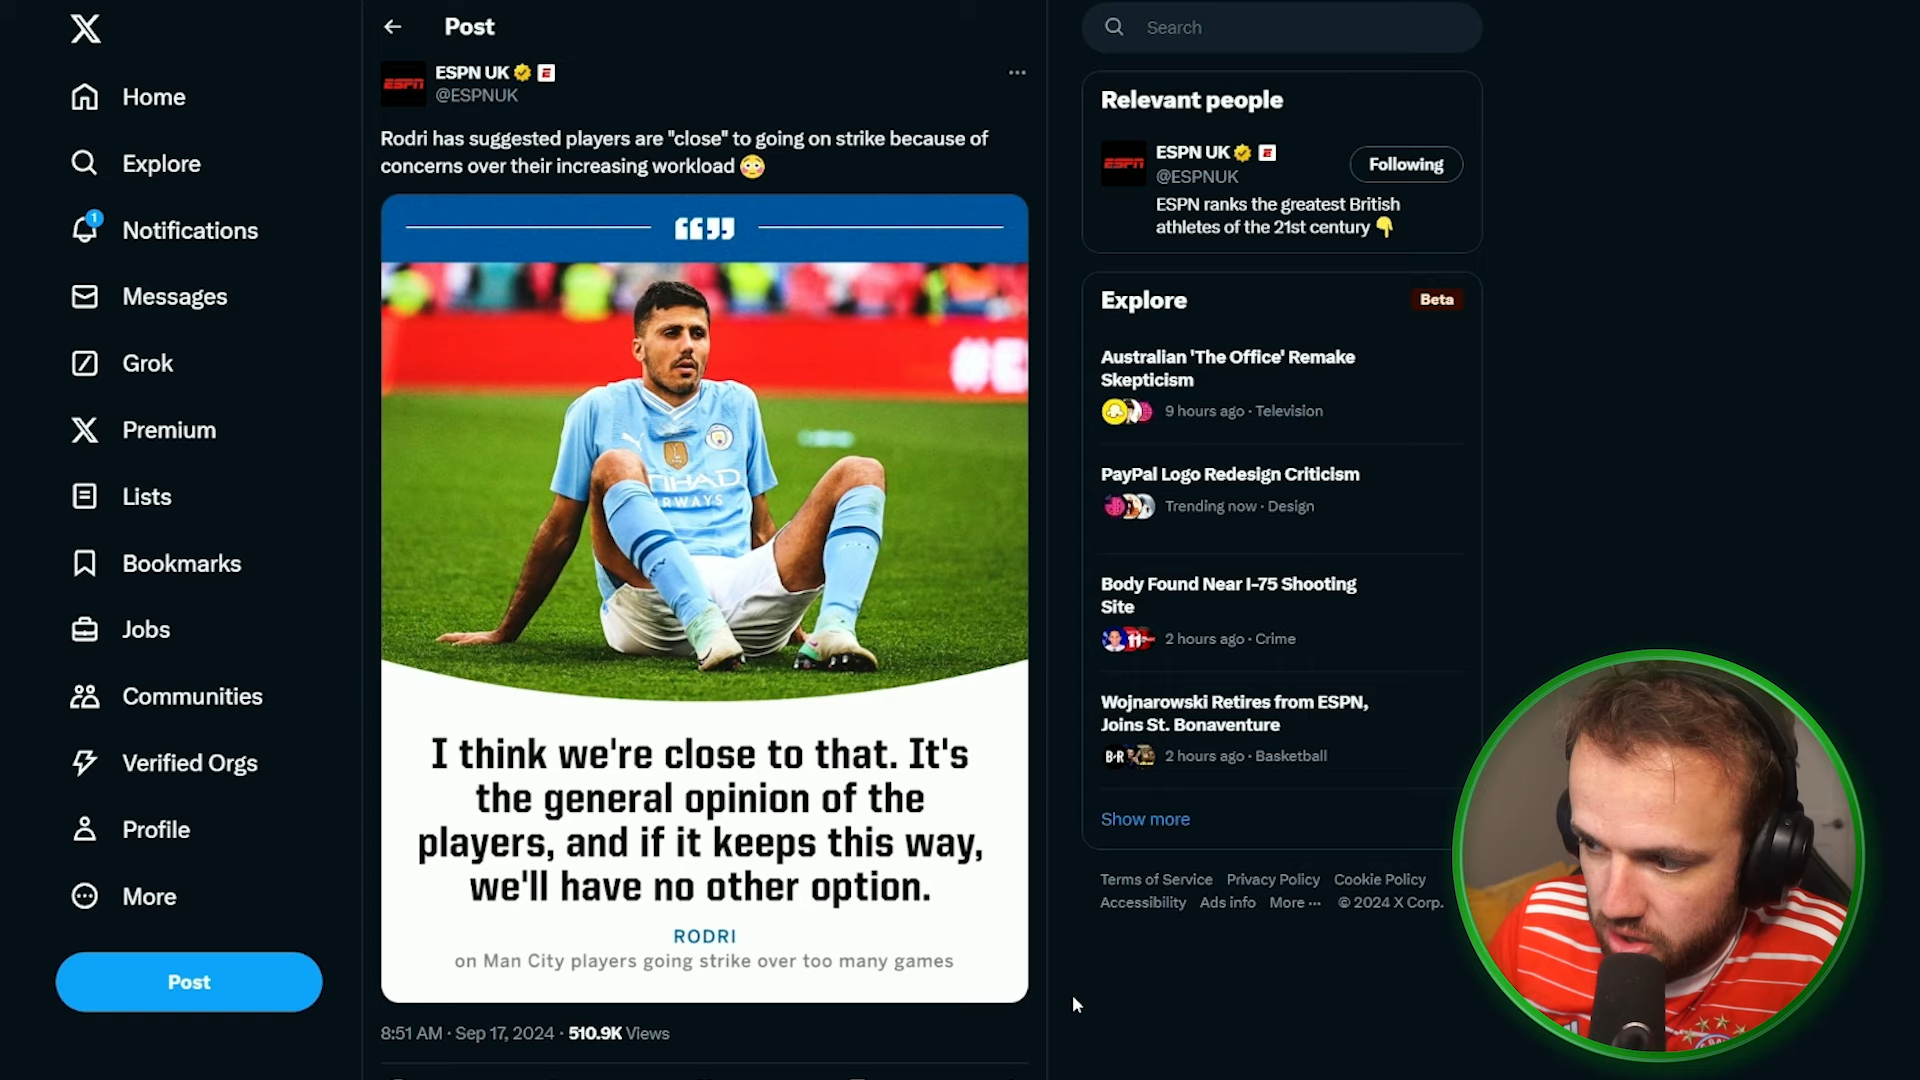 Home
Explore
1
Notifications
Messages
Grok
Premium
Lists
Bookmarks
Jobs
Communities
Verified Orgs
Profile
More
Post
Post
ESPN
ESPN UK
@ESPNUK
Rodri has suggested players are "close" to going on strike because of
concerns over their increasing workload
ETIHAD
AIRWAYS
I think we're close to that. It's
the general opinion of the
players, and if it keeps this way,
we'll have no other option.
RODRI
on Man City players going strike over too many games
8:51 AM · Sep 17, 2024 · 510.9K Views
Search
Relevant people
ESPN
ESPN UK
@ESPNUK
Following
ESPN ranks the greatest British
athletes of the 21st century
Explore
Beta
Australian 'The Office' Remake
Skepticism
9 hours ago · Television
PayPal Logo Redesign Criticism
Trending now · Design
Body Found Near I-75 Shooting
Site
2 hours ago · Crime
Wojnarowski Retires from ESPN,
Joins St. Bonaventure
B·R
2 hours ago · Basketball
Show more
Terms of Service Privacy Policy Cookie Policy
Accessibility Ads info More ··· © 2024 X Corp.